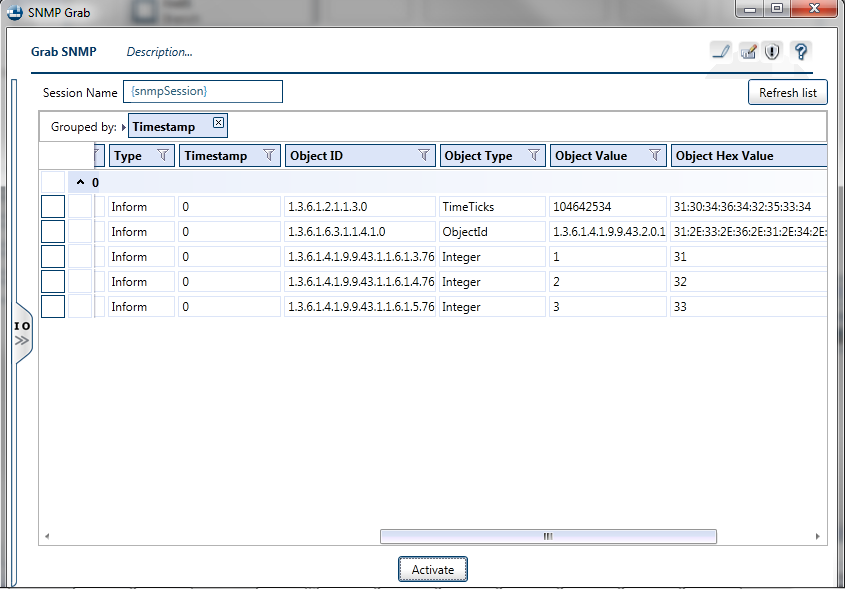 SNMP Grab
Grab SNMP Description...
Session Name {snmpSession} Refresh list
Grouped by: Timestamp
Type Timestamp Object ID Object Type Object Value Object Hex Value
0
Inform 0 1.3.6.1.2.1.1.3.0 TimeTicks 104642534 31:30:34:36:34:32:35:33:34
Inform 0 1.3.6.1.6.3.1.1.4.1.0 ObjectId 1.3.6.1.4.1.9.9.43.2.0.1 31:2E:33:2E:36:2E:31:2E:34:2E:
Inform 0 1.3.6.1.4.1.9.9.43.1.1.6.1.3.76 Integer 1 31
Inform 0 1.3.6.1.4.1.9.9.43.1.1.6.1.4.76 Integer 2 32
Inform 0 1.3.6.1.4.1.9.9.43.1.1.6.1.5.76 Integer 3 33
I O
Activate